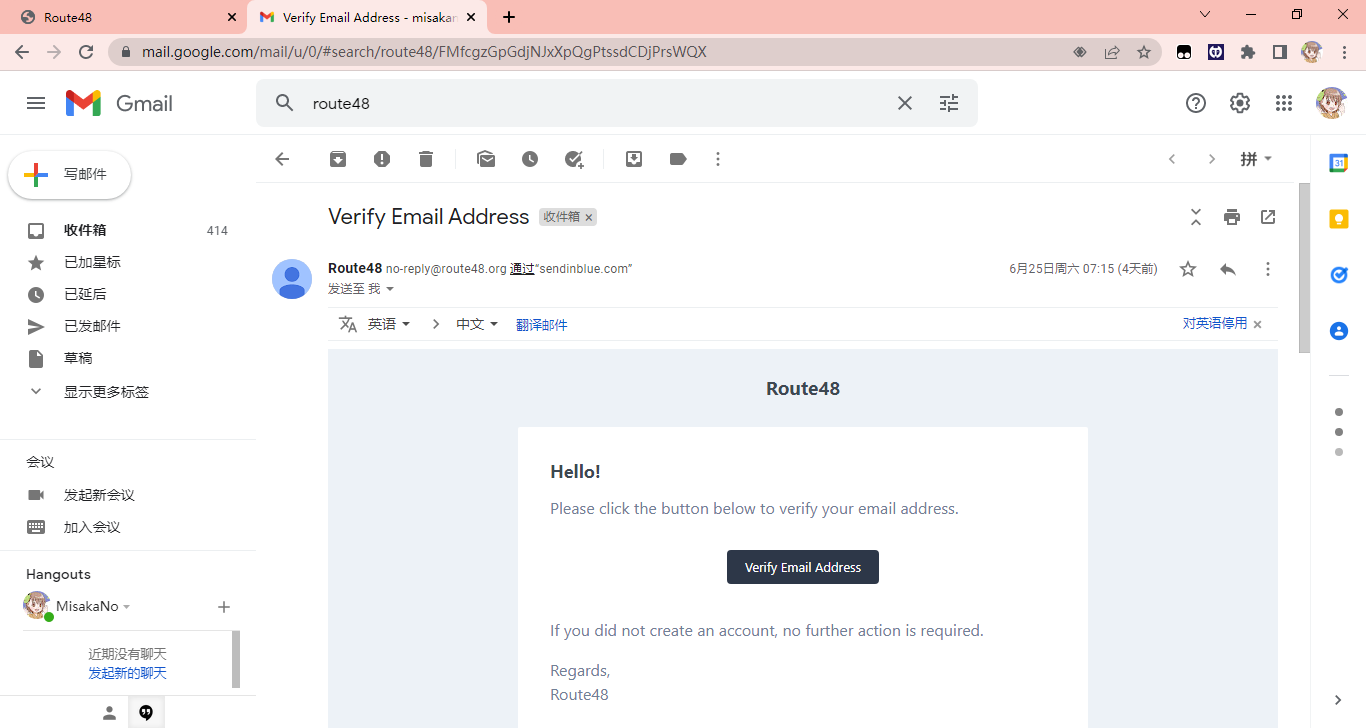 Route48
Verify Email Address - misakan
mail.google.com/mail/u/0/#search/route48/FMfcgzGpGdjNJxXpQgPtssdCDjPrsWQX
Gmail
route48
写邮件
拼
31
Verify Email Address 收件箱
收件箱 414
已加星标
已延后
已发邮件
草稿
显示更多标签
Route48 no-reply@route48.org 通过"sendinblue.com"
6月25日周六 07:15 (4天前)
发送至 我
英语 中文 翻译邮件
对英语停用
Route48
Hello!
Please click the button below to verify your email address.
Verify Email Address
If you did not create an account, no further action is required.
Regards,
Route48
会议
发起新会议
加入会议
Hangouts
MisakaNo
近期没有聊天
发起新的聊天